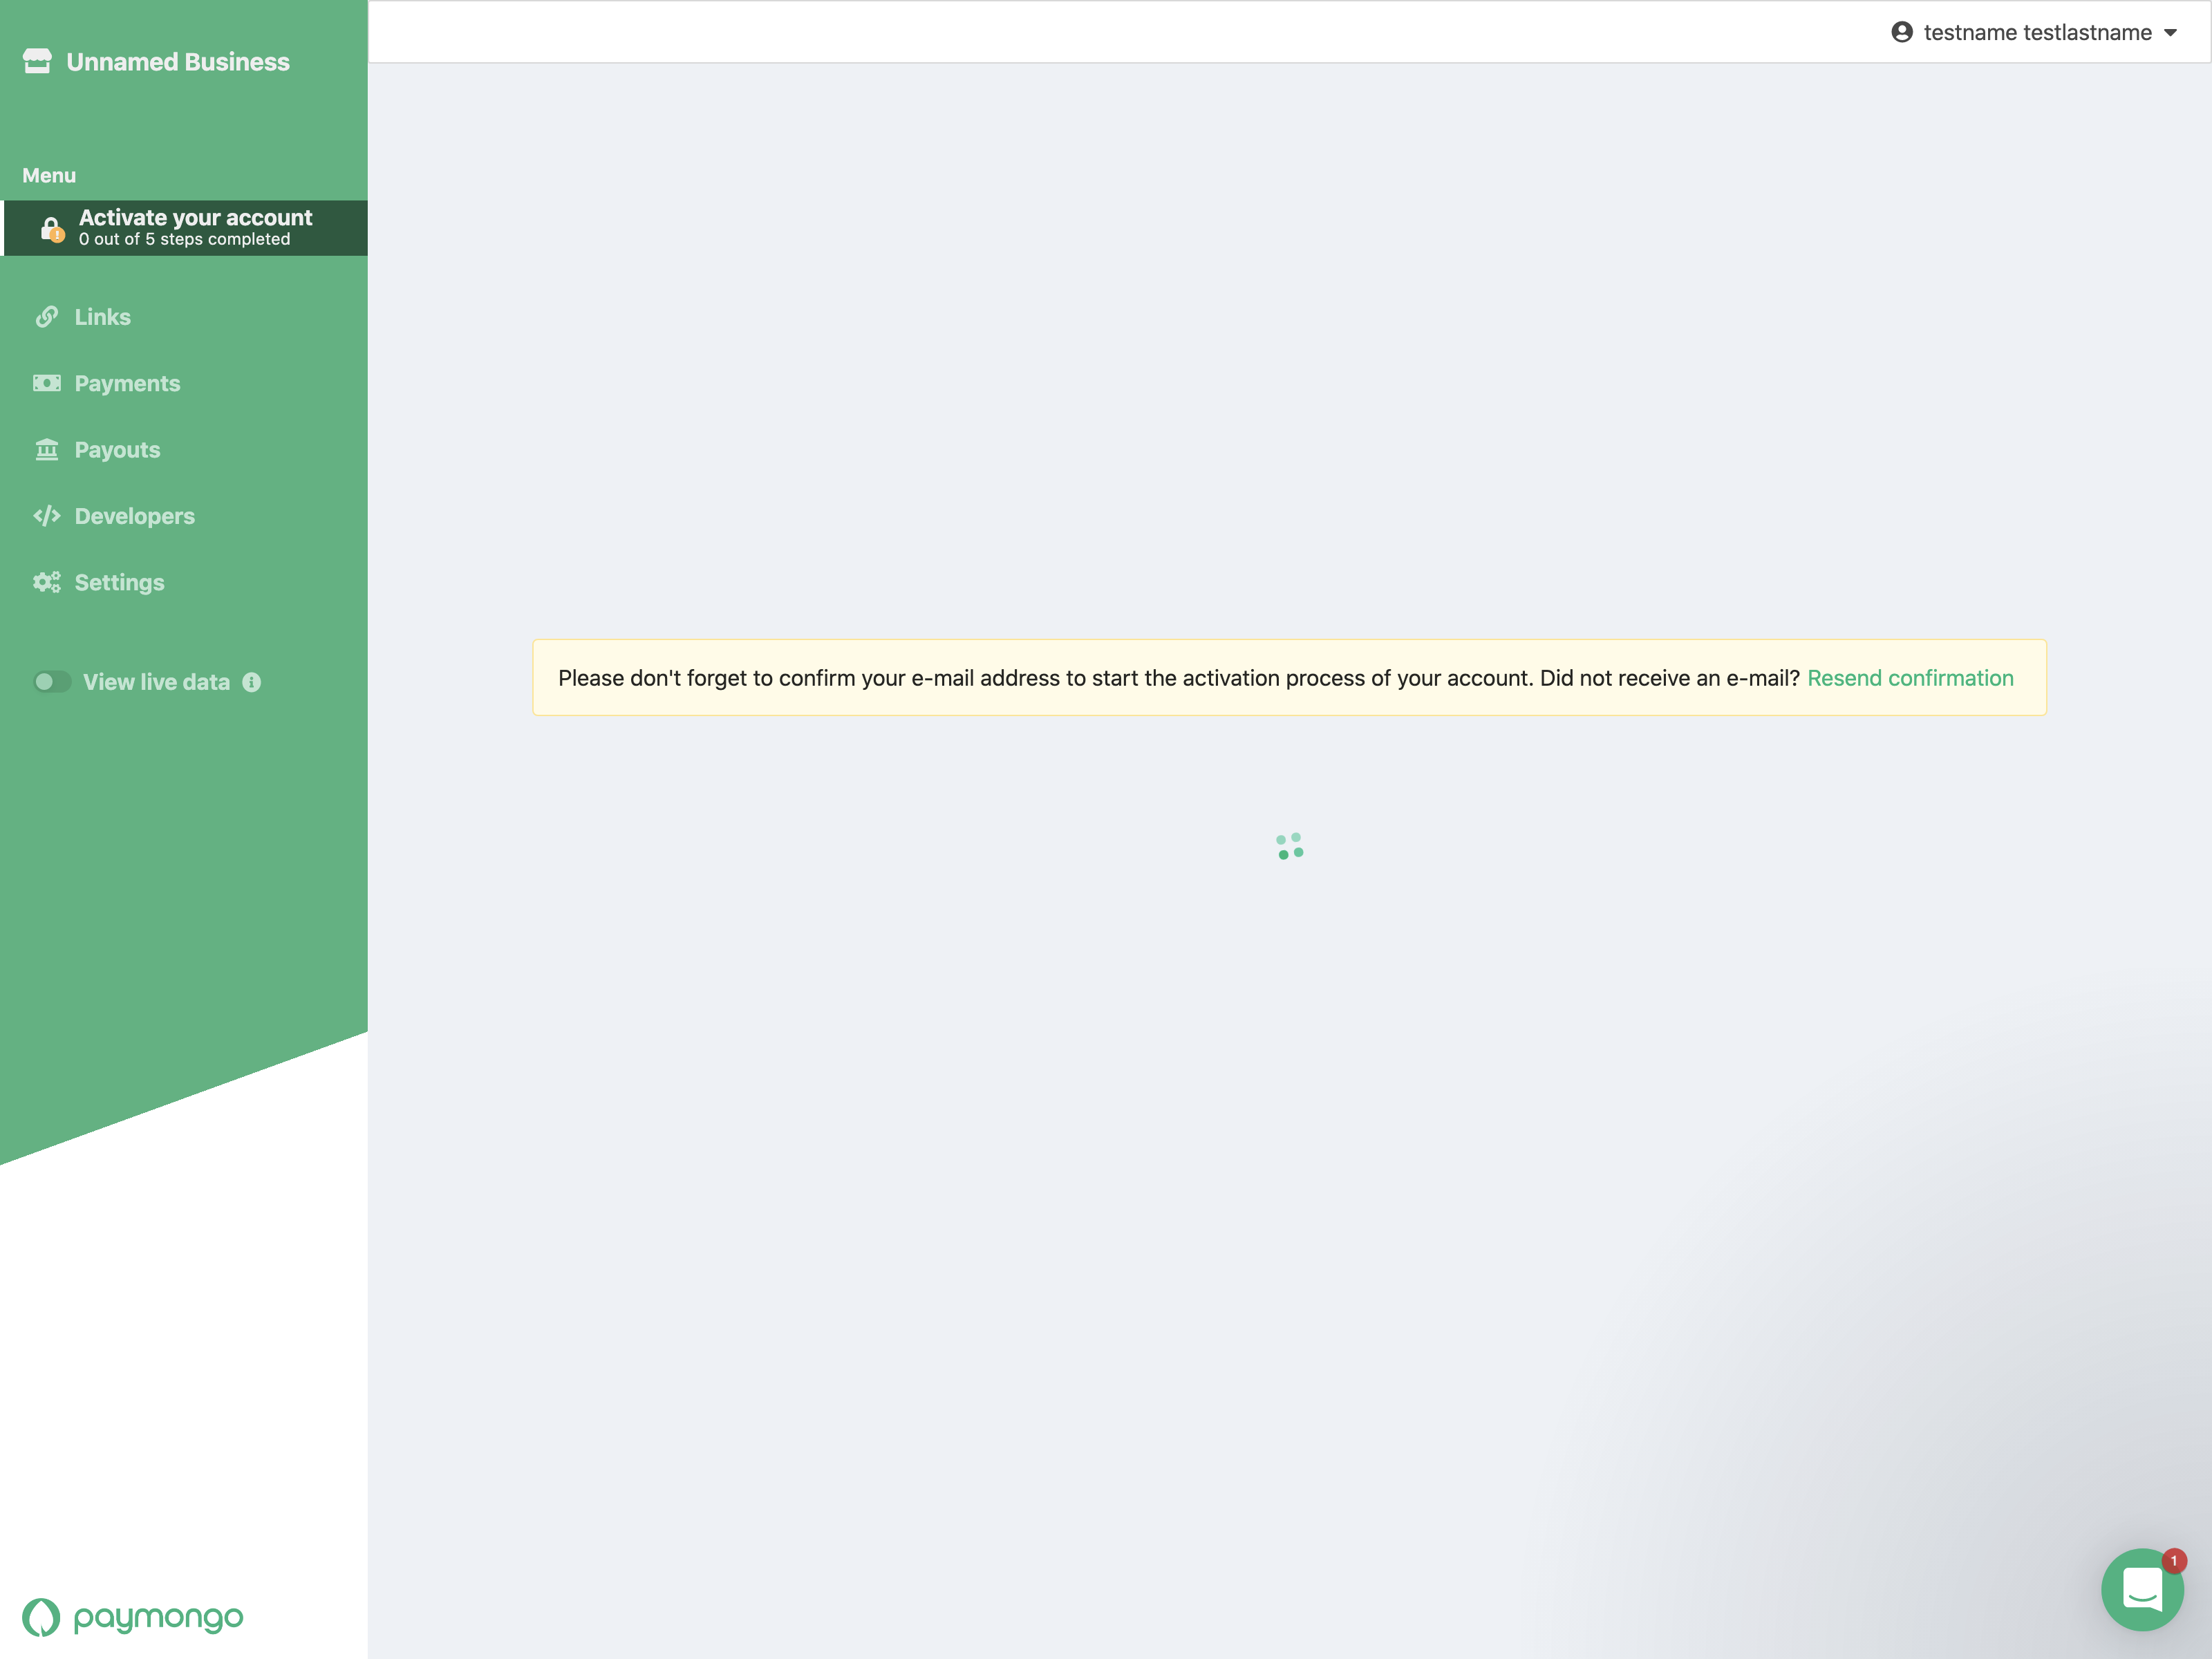 Unnamed Business
testname testlastname
Menu
Activate your account
0 out of 5 steps completed
Links
Payments
Payouts
Developers
Settings
View live data
Please don't forget to confirm your e-mail address to start the activation process of your account. Did not receive an e-mail? Resend confirmation
1
paymongo